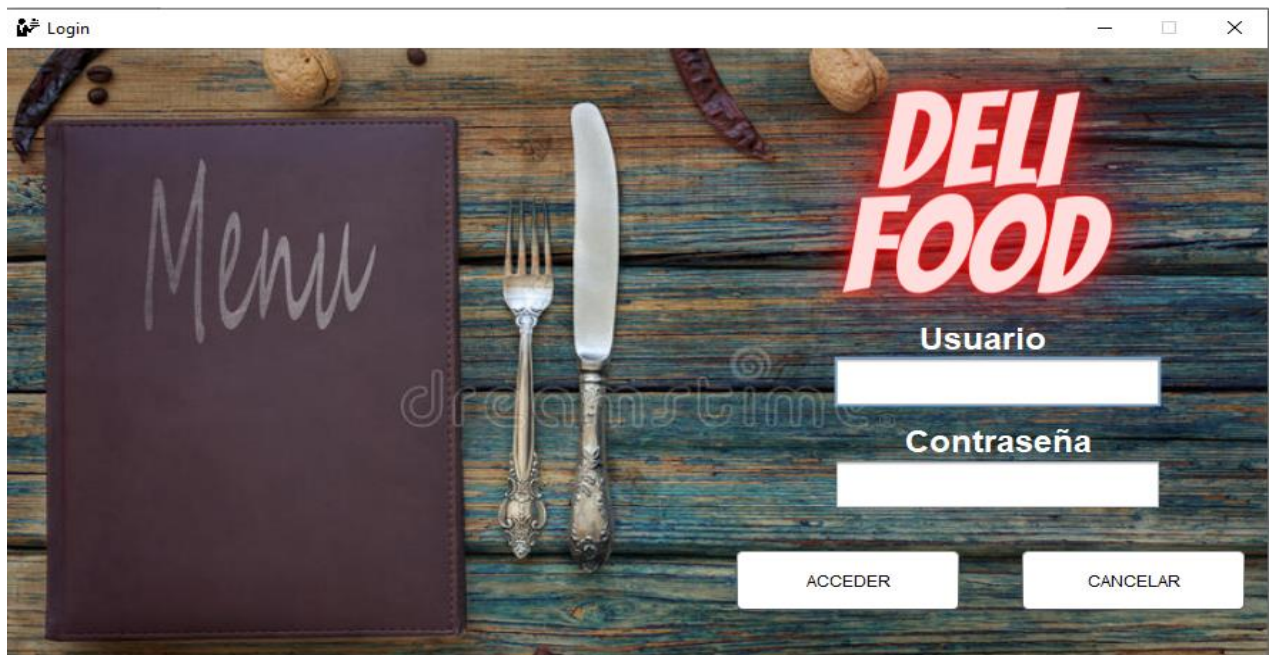 Login
Menu
DELI
FOOD
Usuario
dreamstime
Contraseña
ACCEDER
CANCELAR